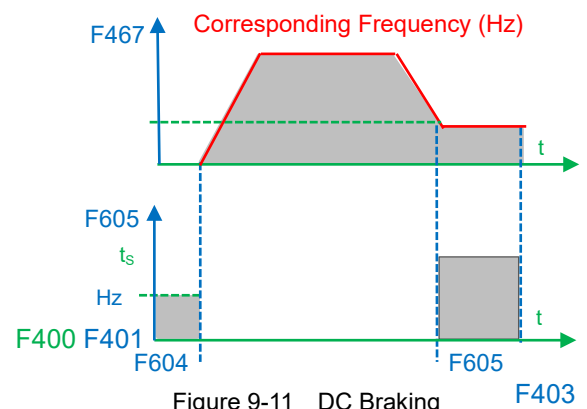 Corresponding Frequency (Hz)
F467
t
F605
ts
Hz
t
F400 F401
F604
F605
F403
Figure 9-11 DC Braking